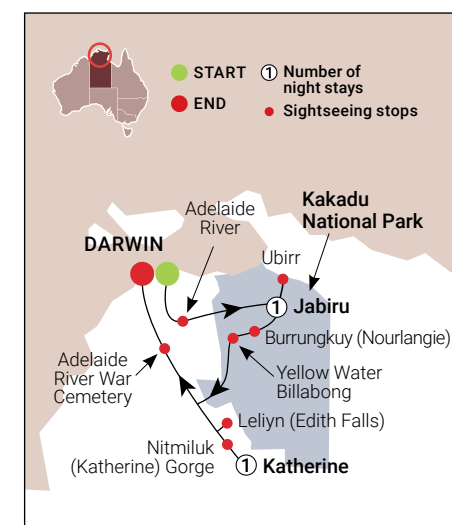 START
END
1 Number of
night stays
Sightseeing stops
Kakadu
National Park
Adelaide
River
DARWIN
Ubirr
1 Jabiru
Burrungkuy (Nourlangie)
Adelaide
River War
Cemetery
Yellow Water
Billabong
Leliyn (Edith Falls)
Nitmiluk
(Katherine) Gorge
1 Katherine